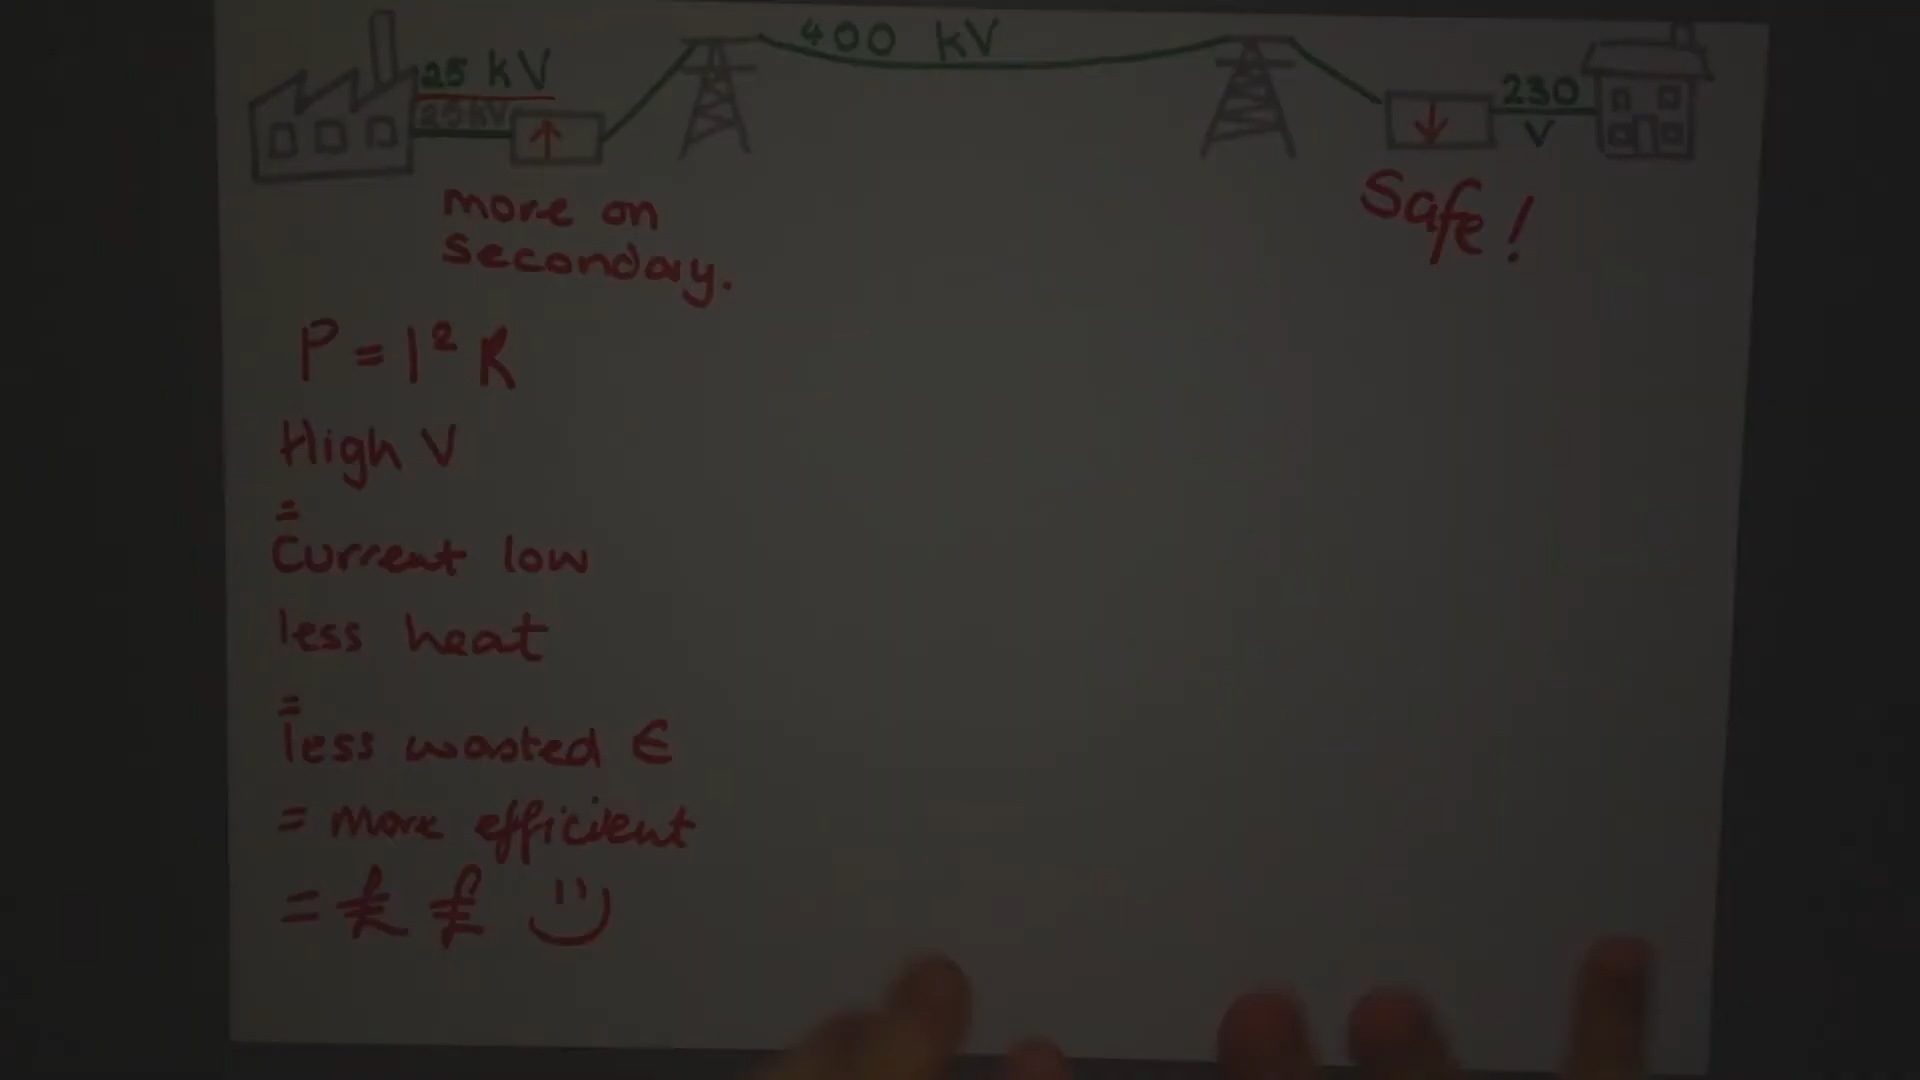 400 kV
25 kV
25 kV
230
V
Safe!
more on
secondary.
P = I² R
High V
=
Current low
less heat
=
less wasted €
= more efficient
= £ £